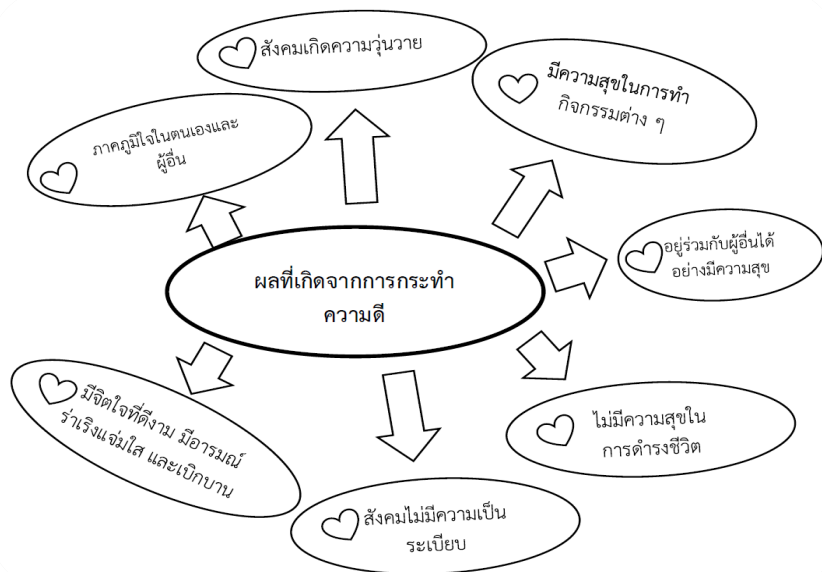 สังคมเกิดความวุ่นวาย
มีความสุขในการทำ
กิจกรรมต่าง ๆ
ภาคภูมิใจในตนเองและ
ผู้อื่น
อยู่ร่วมกับผู้อื่นได้
อย่างมีความสุข
ผลที่เกิดจากการกระทำ
ความดี
มีจิตใจที่ดีงาม มีอารมณ์
ร่าเริงแจ่มใส และเบิกบาน
ไม่มีความสุขใน
การดำรงชีวิต
สังคมไม่มีความเป็น
ระเบียบ